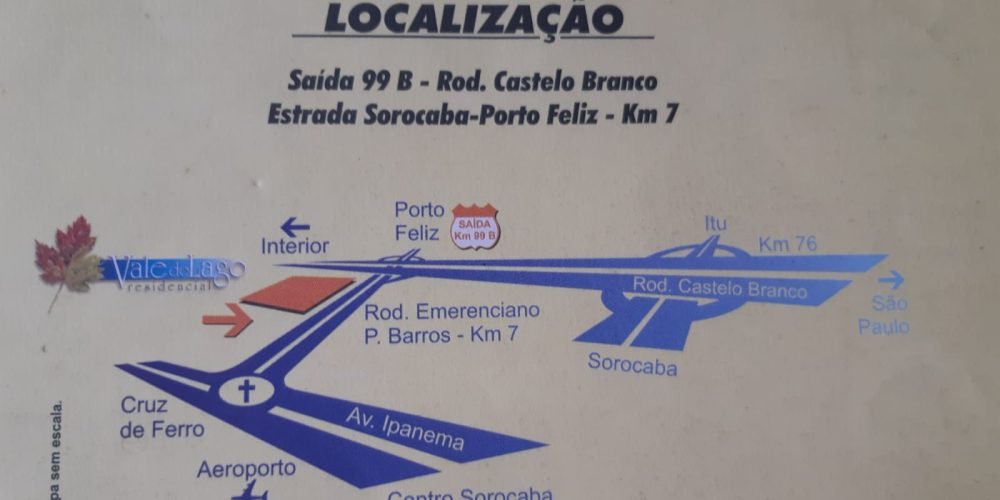 LOCALIZAÇÃO
Saída 99 B - Rod. Castelo Branco
Estrada Sorocaba-Porto Feliz - Km 7
Porto
Feliz
SAÍDA
Km 99 B
Itu
Km 76
Interior
Vale do Lago
residencial
Rod. Castelo Branco
São
Paulo
Rod. Emerenciano
P. Barros - Km 7
Sorocaba
Cruz
de Ferro
Av. Ipanema
Aeroporto
Centro Sorocaba
pa sem escala.